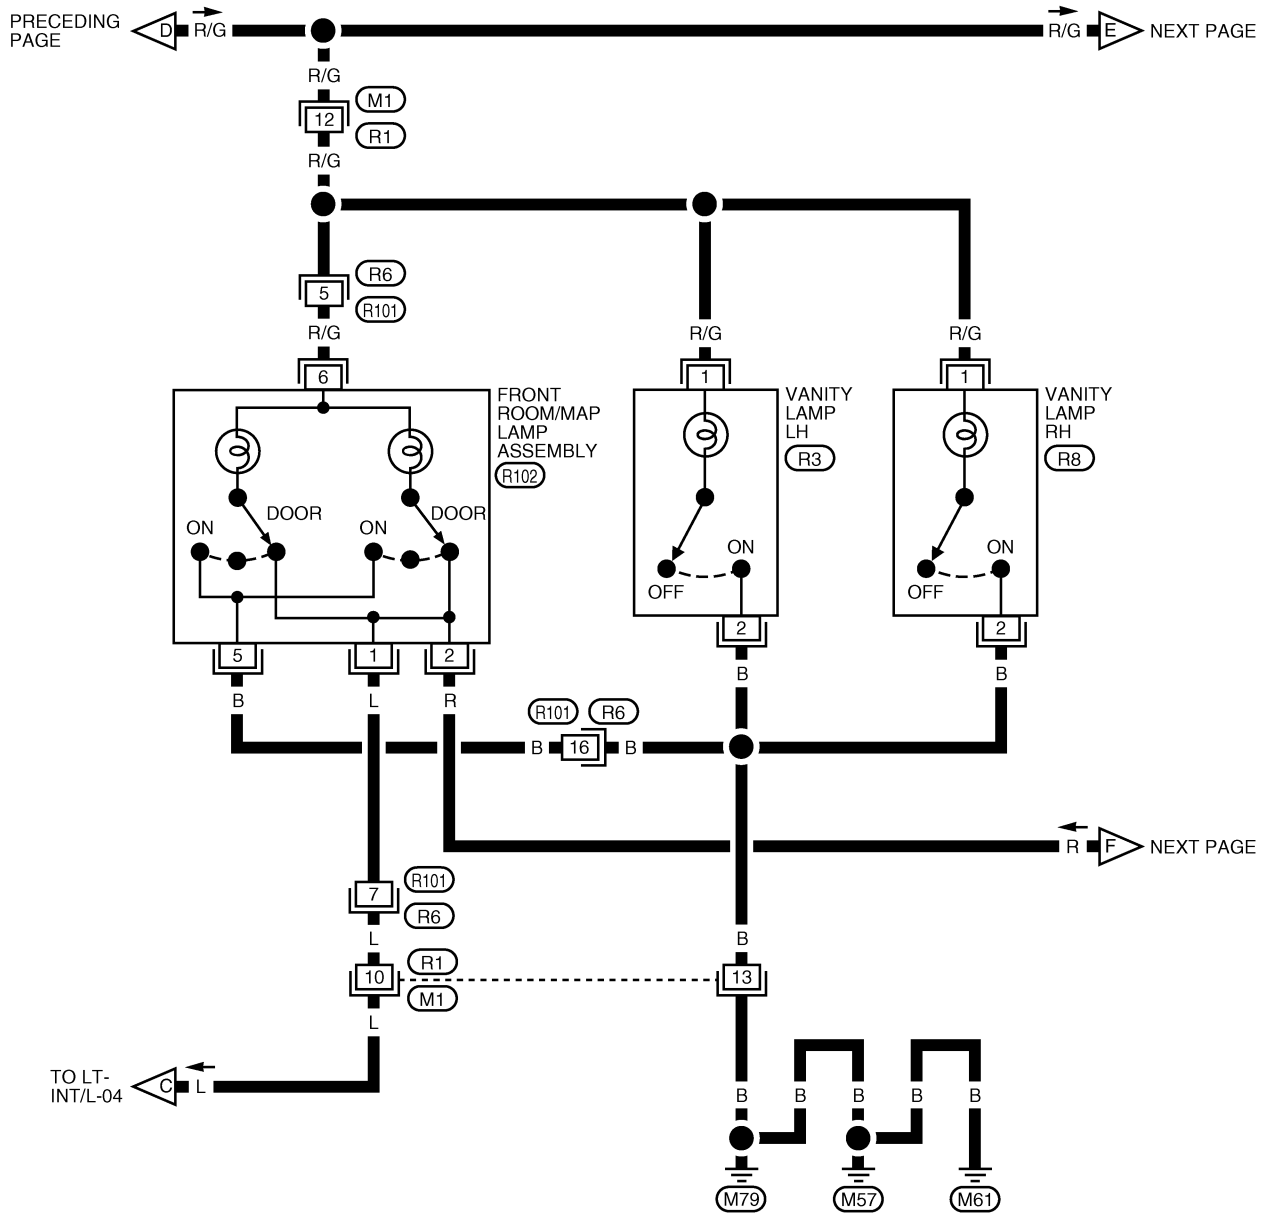 PRECEDING
PAGE
D
R/G
R/G
E
NEXT PAGE
R/G
M1
12
R1
R/G
R6
5
R101
R/G
R/G
R/G
6
1
1
FRONT
ROOM/MAP
LAMP
ASSEMBLY
R102
VANITY
LAMP
LH
R3
VANITY
LAMP
RH
R8
ON
DOOR
ON
DOOR
OFF
ON
OFF
ON
5
1
2
2
2
B
L
R
B
B
R101
R6
B
16
B
R
F
NEXT PAGE
7
R101
R6
L
B
R1
10
13
M1
L
TO LT-
INT/L-04
C
L
B
B
B
B
B
M79
M57
M61